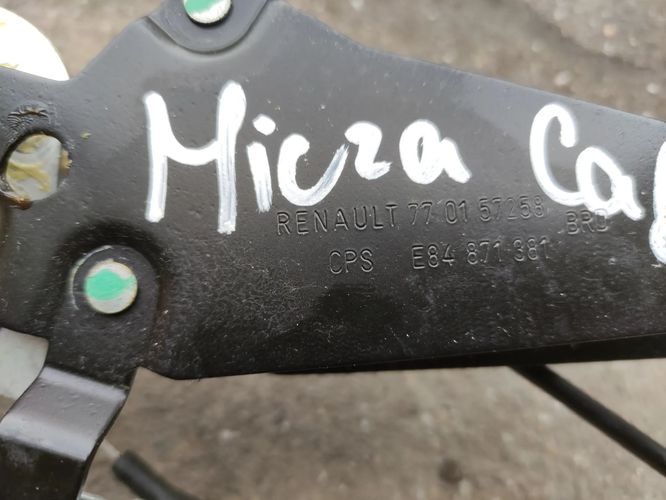 Micra Ca
RENAULT 77 01 57258 BRD
CPS E84 871 381